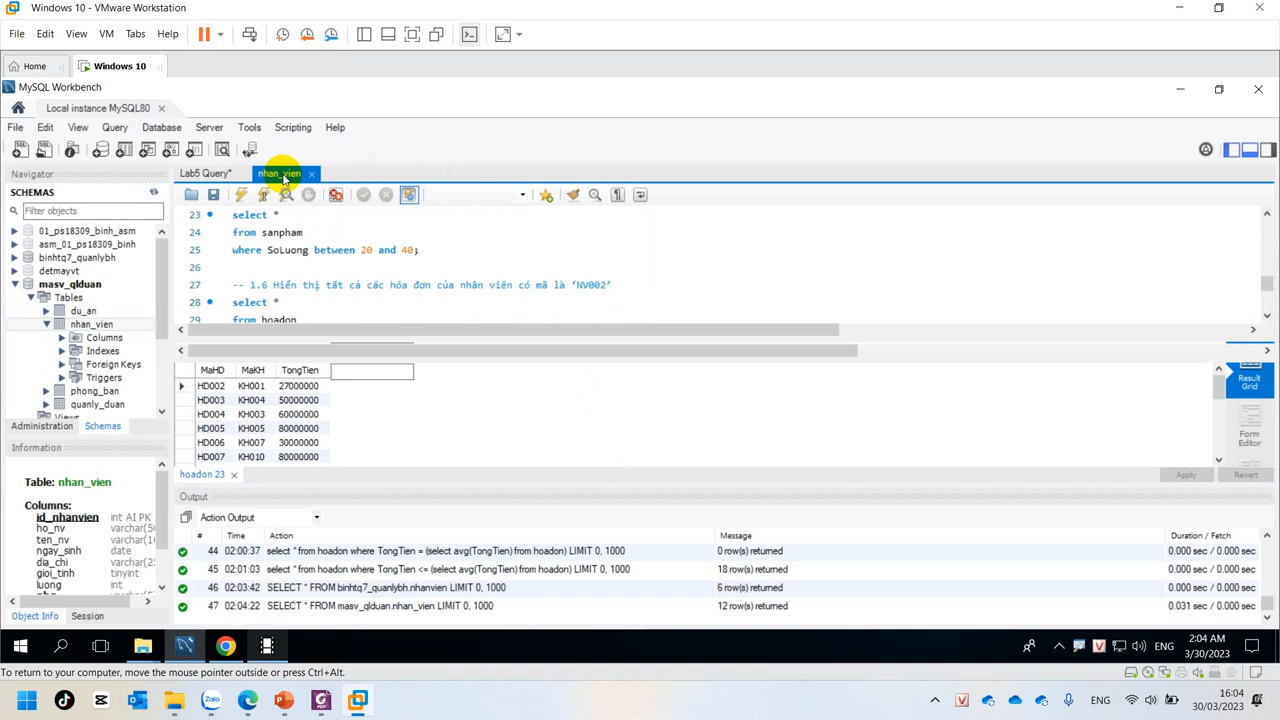 Windows 10 - VMware Workstation
File Edit View VM Tabs Help
Home Windows 10
MySQL Workbench
Local instance MySQL80
File Edit View Query Database Server Tools Scripting Help
Navigator
Lab5 Query* nhan_vien
SCHEMAS
Filter objects
01_ps18309_binh_asm
asm_01_ps18309_binh
binhtq7_quanlybh
detmayvt
masv_qlduan
Tables
du_an
nhan_vien
Columns
Indexes
Foreign Keys
Triggers
phong_ban
quanly_duan
Views
Administration Schemas
Information
Table: nhan_vien
Columns:
id_nhanvien int AI PK
ho_nv
ten_nv
ngay_sinh date
dia_chi
gioi_tinh tinyint
luong int
Object Info Session
23 select *
24 from sanpham
25 where SoLuong between 20 and 40;
26
27 -- 1.6 Hiển thị tất cả các hóa đơn của nhân viên có mã là ‘NV002’
28 select *
29 from hoadon
MaHD MaKH TongTien
HD002 KH001 27000000
HD003 KH004 50000000
HD004 KH003 60000000
HD005 KH005 80000000
HD006 KH007 30000000
HD007 KH010 80000000
Result Grid
Form Editor
hoadon 23
Apply Revert
Output
Action Output
# Time Action Message Duration / Fetch
44 02:00:37 select * from hoadon where TongTien = (select avg(TongTien) from hoadon) LIMIT 0, 1000 0 row(s) returned 0.000 sec / 0.000 sec
45 02:01:03 select * from hoadon where TongTien <= (select avg(TongTien) from hoadon) LIMIT 0, 1000 18 row(s) returned 0.000 sec / 0.000 sec
46 02:03:42 SELECT * FROM binhtq7_quanlybh.nhanvien LIMIT 0, 1000 6 row(s) returned 0.000 sec / 0.000 sec
47 02:04:22 SELECT * FROM masv_qlduan.nhan_vien LIMIT 0, 1000 12 row(s) returned 0.031 sec / 0.000 sec
ENG 2:04 AM
3/30/2023
To return to your computer, move the mouse pointer outside or press Ctrl+Alt.
Zalo
ENG 16:04
30/03/2023